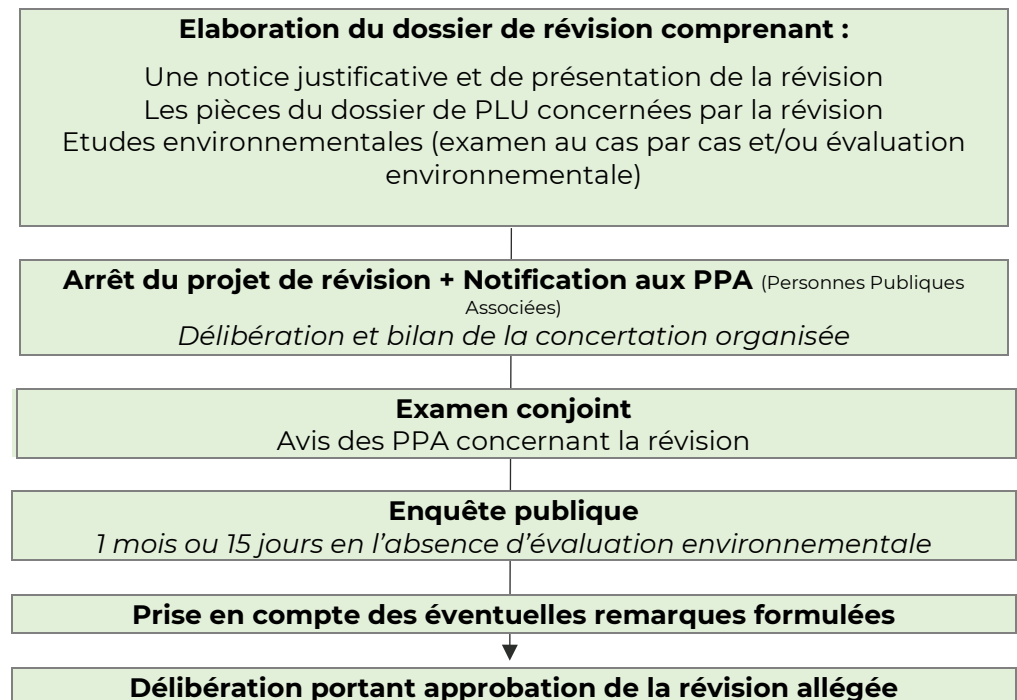 Elaboration du dossier de révision comprenant :
Une notice justificative et de présentation de la révision
Les pièces du dossier de PLU concernées par la révision
Etudes environnementales (examen au cas par cas et/ou évaluation
environnementale)
Arrêt du projet de révision + Notification aux PPA (Personnes Publiques
Associées)
Délibération et bilan de la concertation organisée
Examen conjoint
Avis des PPA concernant la révision
Enquête publique
1 mois ou 15 jours en l’absence d’évaluation environnementale
Prise en compte des éventuelles remarques formulées
Délibération portant approbation de la révision allégée